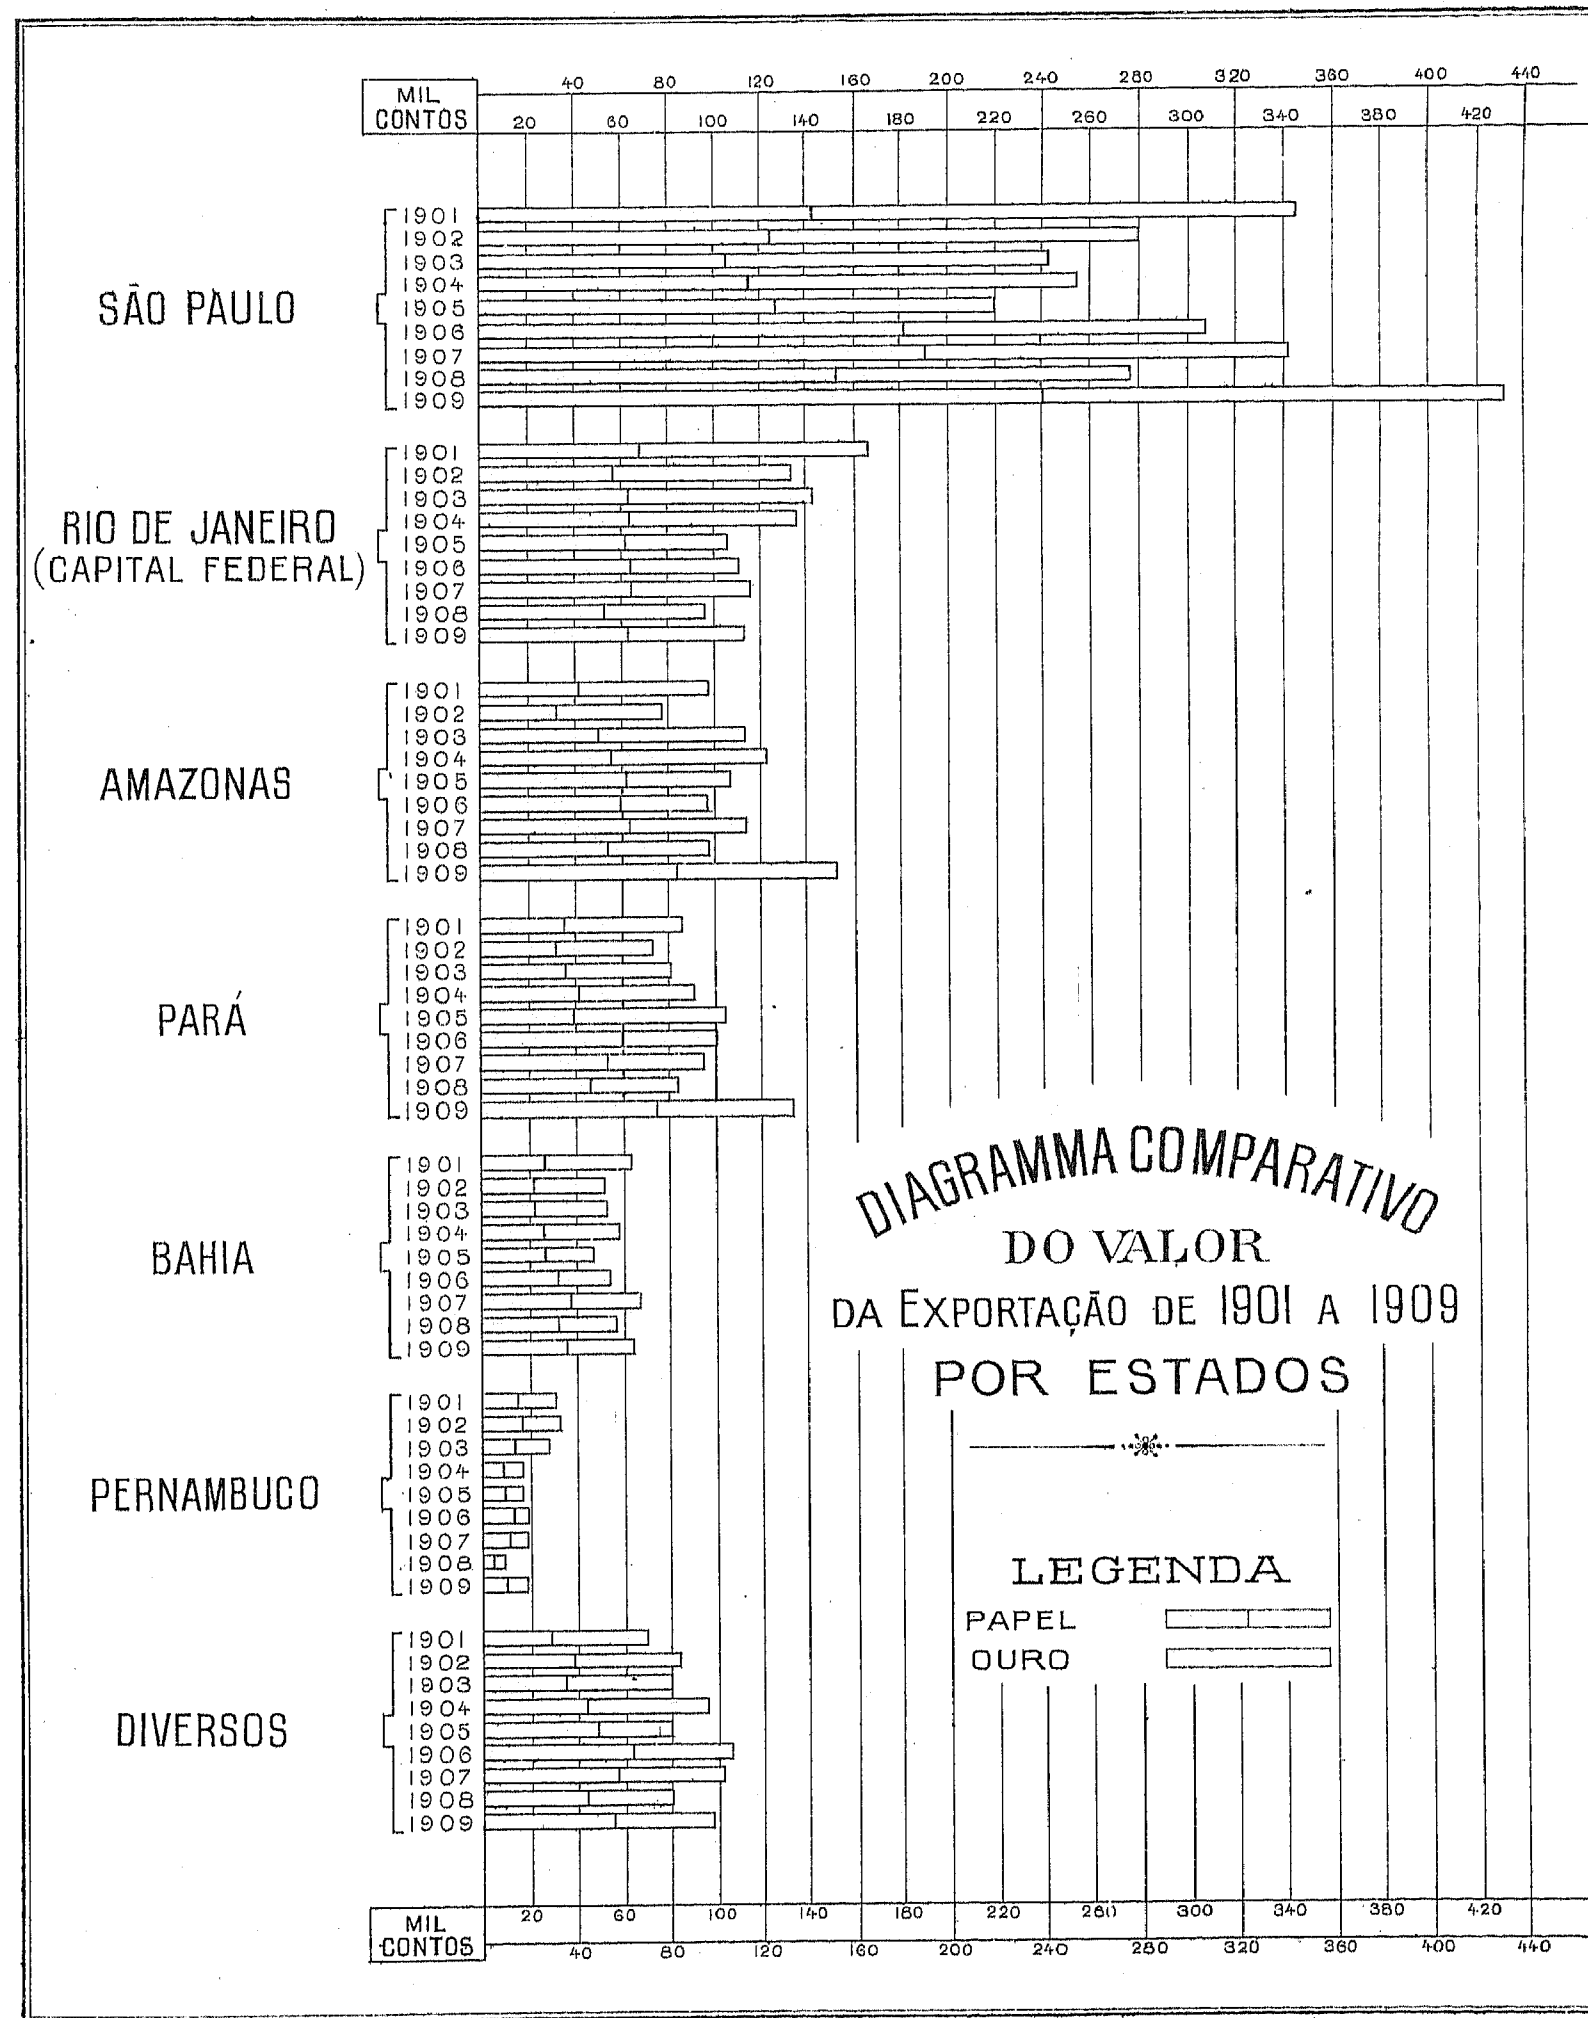 40 80 120 160 200 240 280 320 360 400 440
MIL
CONTOS
20 60 100 140 180 220 260 300 340 380 420
SÃO PAULO
1901
1902
1903
1904
1905
1906
1907
1908
1909
RIO DE JANEIRO
(CAPITAL FEDERAL)
1901
1902
1903
1904
1905
1906
1907
1908
1909
AMAZONAS
1901
1902
1903
1904
1905
1906
1907
1908
1909
PARÁ
1901
1902
1903
1904
1905
1906
1907
1908
1909
BAHIA
1901
1902
1903
1904
1905
1906
1907
1908
1909
PERNAMBUCO
1901
1902
1903
1904
1905
1906
1907
1908
1909
DIVERSOS
1901
1902
1903
1904
1905
1906
1907
1908
1909
DIAGRAMMA COMPARATIVO
DO VALOR
DA EXPORTAÇÃO DE 1901 A 1909
POR ESTADOS
LEGENDA
PAPEL
OURO
20 60 100 140 180 220 260 300 340 380 420
MIL
CONTOS
40 80 120 160 200 240 280 320 360 400 440